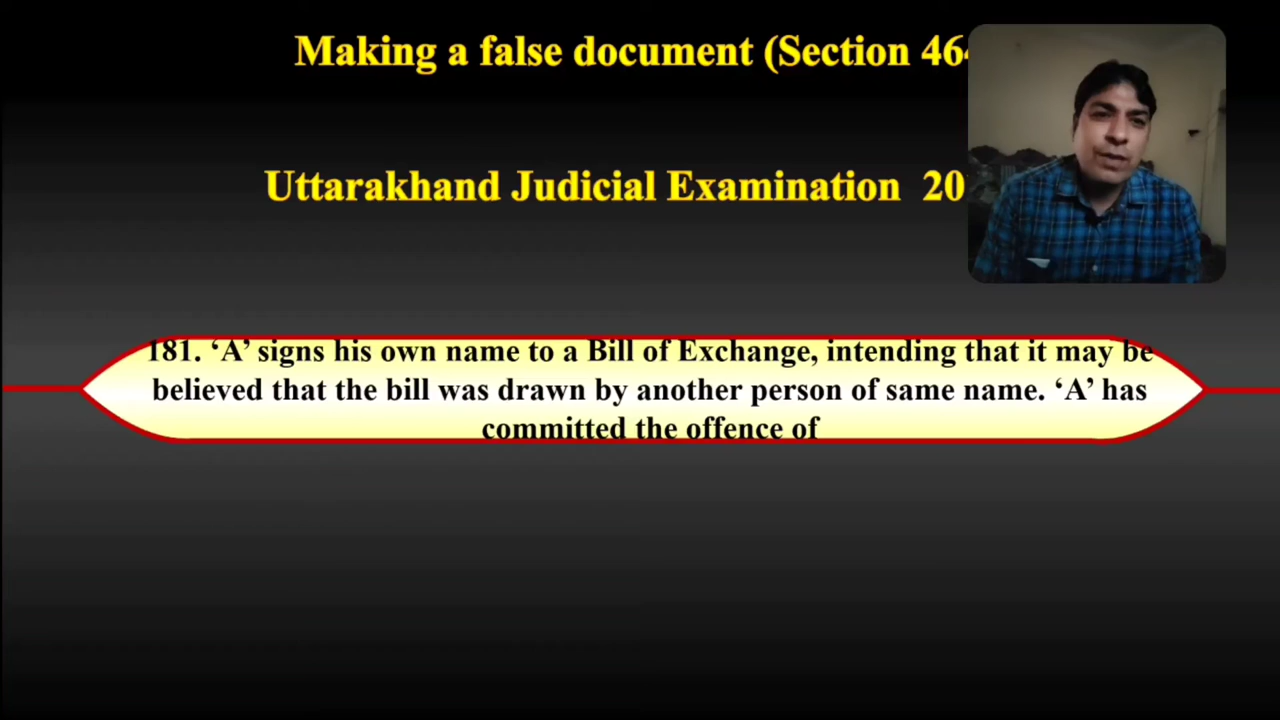 Making a false document (Section 46
Uttarakhand Judicial Examination 20
181. ‘A’ signs his own name to a Bill of Exchange, intending that it may be
believed that the bill was drawn by another person of same name. ‘A’ has
committed the offence of